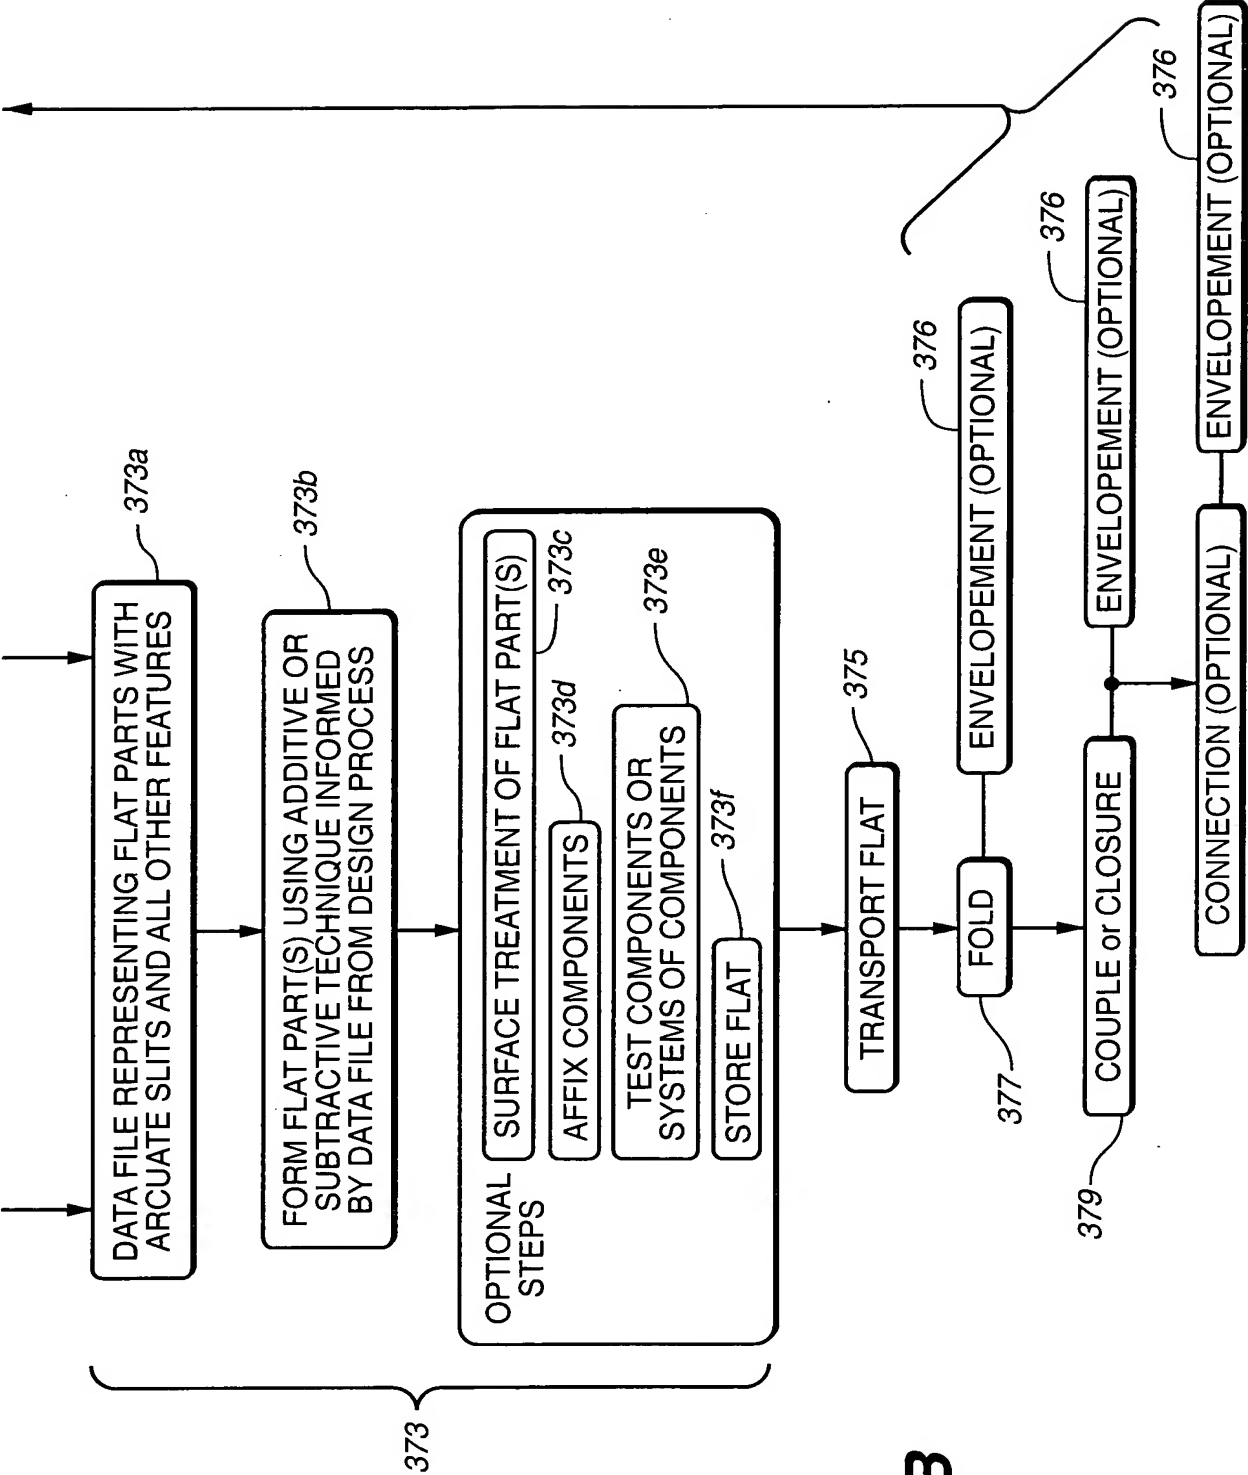 373a
DATA FILE REPRESENTING FLAT PARTS WITH
ARCUATE SLITS AND ALL OTHER FEATURES
373b
FORM FLAT PART(S) USING ADDITIVE OR
SUBTRACTIVE TECHNIQUE INFORMED
BY DATA FILE FROM DESIGN PROCESS
373
OPTIONAL
STEPS
SURFACE TREATMENT OF FLAT PART(S)
373c
AFFIX COMPONENTS
373d
TEST COMPONENTS OR
SYSTEMS OF COMPONENTS
373e
STORE FLAT
373f
TRANSPORT FLAT
375
377
FOLD
ENVELOPEMENT (OPTIONAL)
376
379
COUPLE or CLOSURE
ENVELOPEMENT (OPTIONAL)
376
CONNECTION (OPTIONAL)
ENVELOPEMENT (OPTIONAL)
376